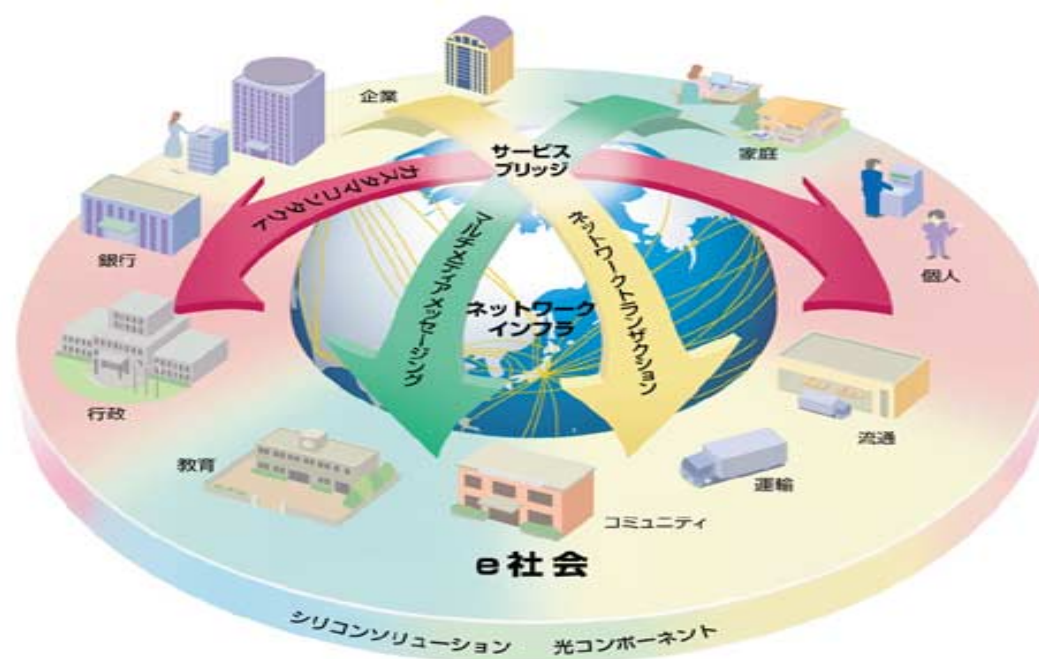 企業
サービス
ブリッジ
家庭
カスタマコンタクト
銀行
個人
マルチメディアメッセージング
ネットワークトランザクション
ネットワーク
インフラ
行政
流通
教育
運輸
コミュニティ
e社会
シリコンソリューション
光コンポーネント